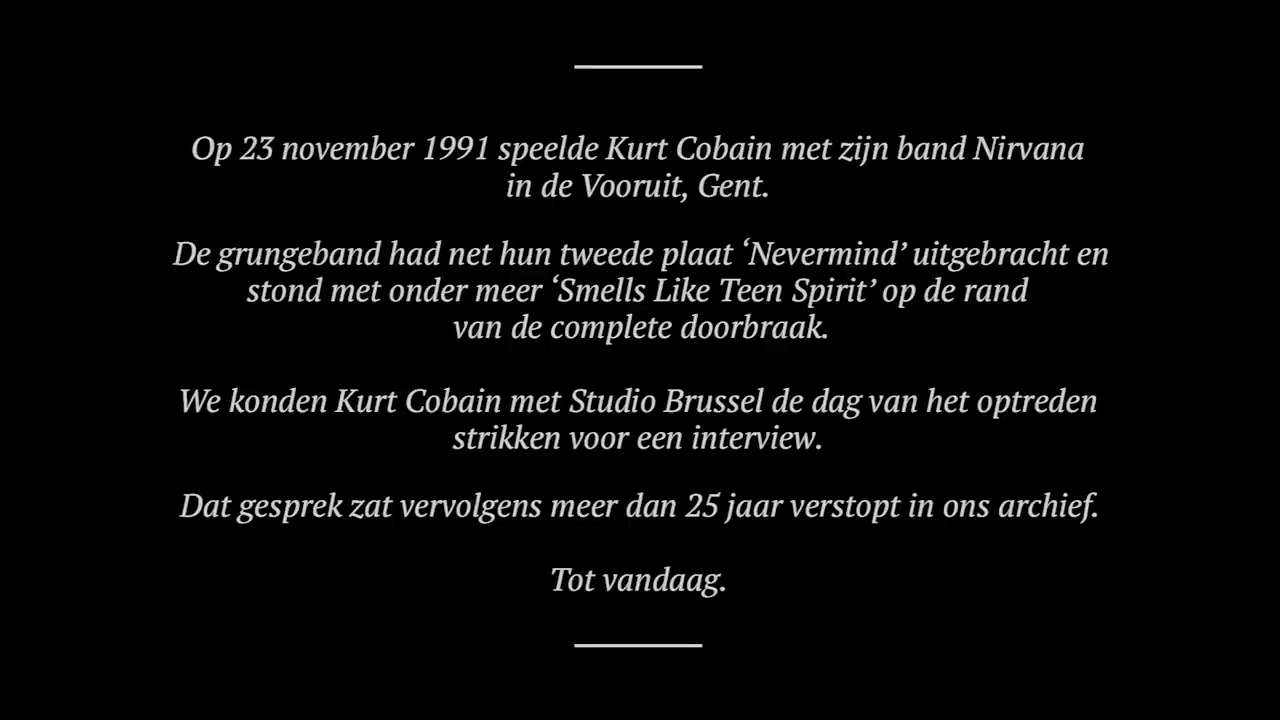 Op 23 november 1991 speelde Kurt Cobain met zijn band Nirvana
in de Vooruit, Gent.
De grungeband had net hun tweede plaat ‘Nevermind’ uitgebracht en
stond met onder meer ‘Smells Like Teen Spirit’ op de rand
van de complete doorbraak.
We konden Kurt Cobain met Studio Brussel de dag van het optreden
strikken voor een interview.
Dat gesprek zat vervolgens meer dan 25 jaar verstopt in ons archief.
Tot vandaag.